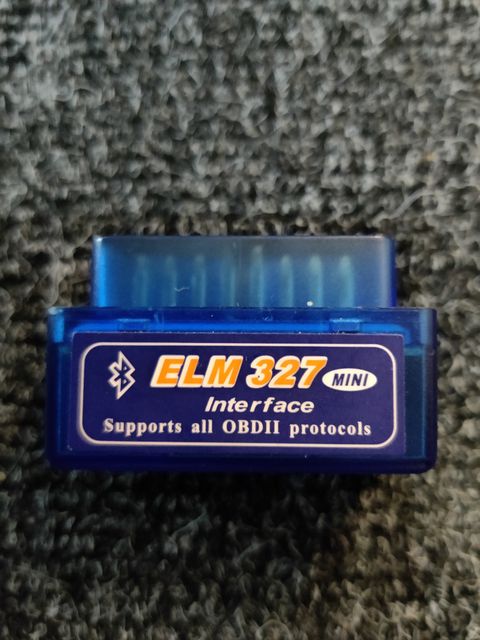 ELM 327 MINI
Interface
Supports all OBDII protocols